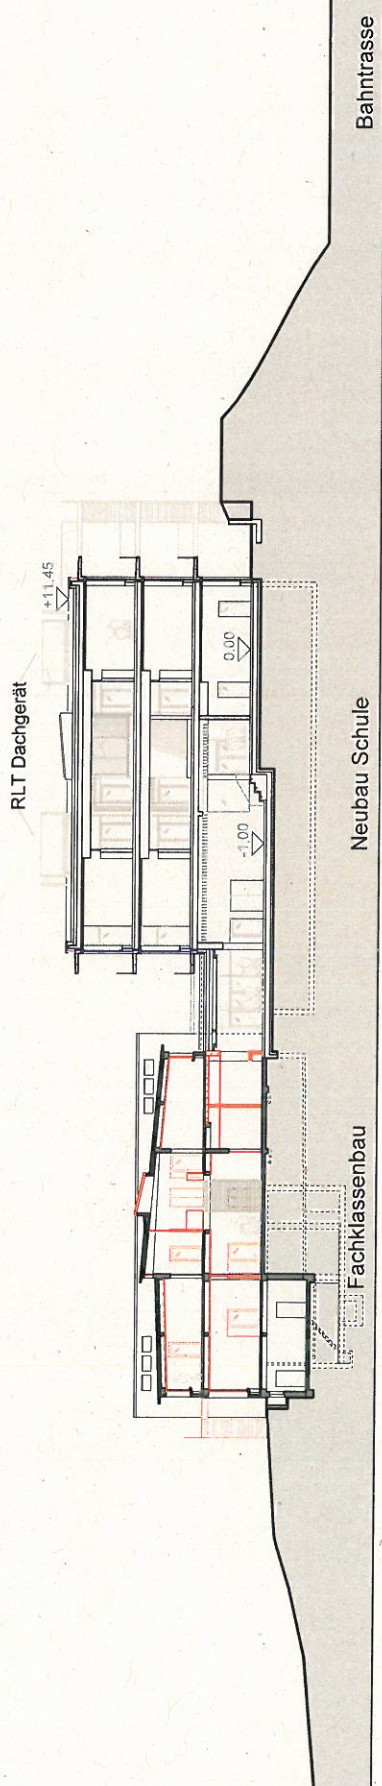 RLT Dachgerät
+11.45
0.00
-1.00
Fachklassenbau
Neubau Schule
Bahntrasse